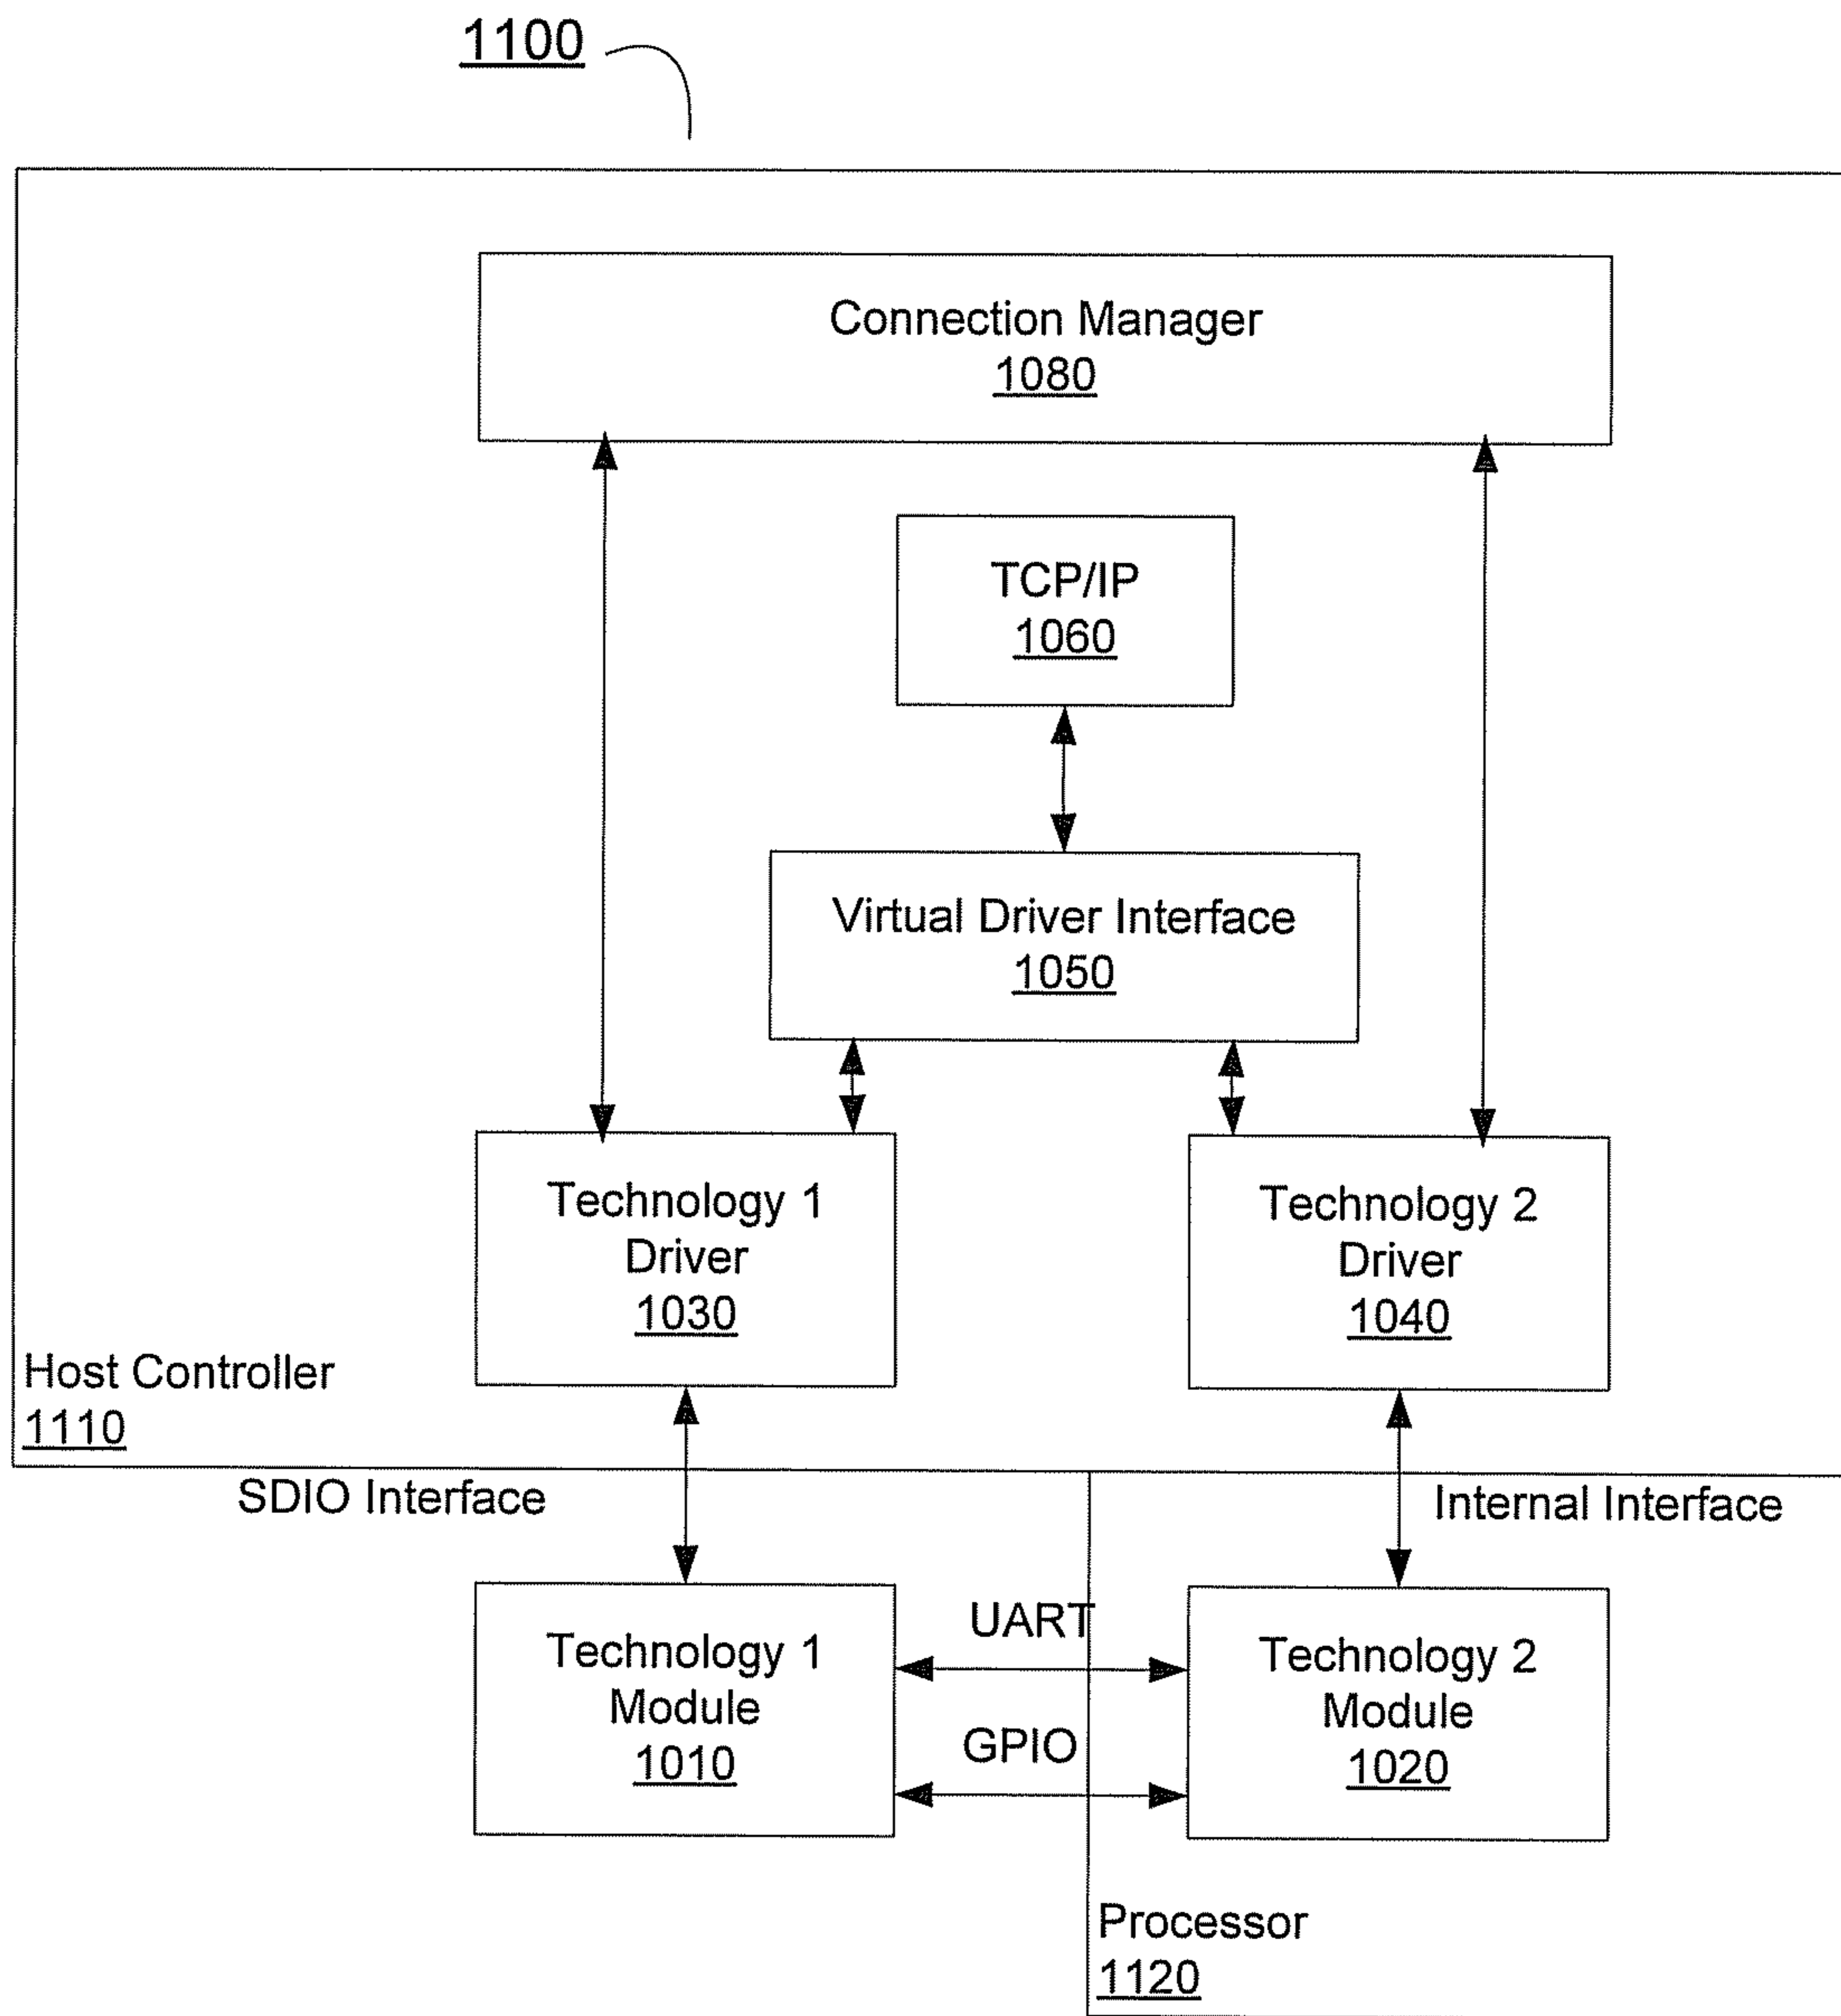 1100
Connection Manager
1080
TCP/IP
1060
Virtual Driver Interface
1050
Technology 1
Driver
1030
Technology 2
Driver
1040
Host Controller
1110
SDIO Interface
Internal Interface
Technology 1
Module
1010
UART
GPIO
Technology 2
Module
1020
Processor
1120